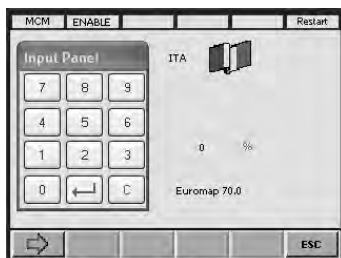 MCM ENABLE Restart
Input Panel
ITA
7 8 9
4 5 6
1 2 3
0 %
0 C
Euromap 70.0
ESC